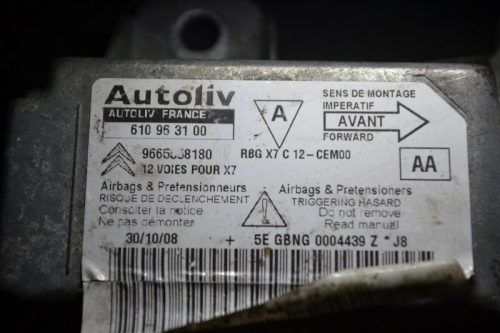 Autoliv
AUTOLIV FRANCE
610 96 31 00
A
SENS DE MONTAGE
IMPERATIF
AVANT
FORWARD
12 VOIES POUR X7
RBG X7 C 12-CEM00
AA
Airbags & Pretensionneurs
RISQUE DE DECLENCHEMENT
Consulter la notice
Ne pas démonter
Airbags & Pretensioners
TRIGGERING HASARD
Do not remove
Read manual
30/10/08 + 5E GBNG 0004439 Z * J8